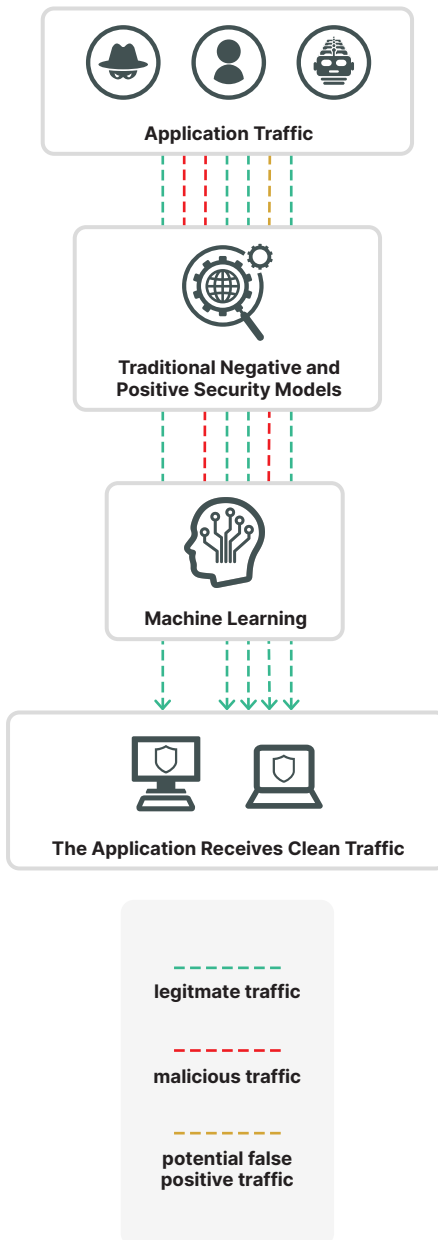 Application Traffic
Traditional Negative and
Positive Security Models
Machine Learning
The Application Receives Clean Traffic
legitmate traffic
malicious traffic
potential false
positive traffic